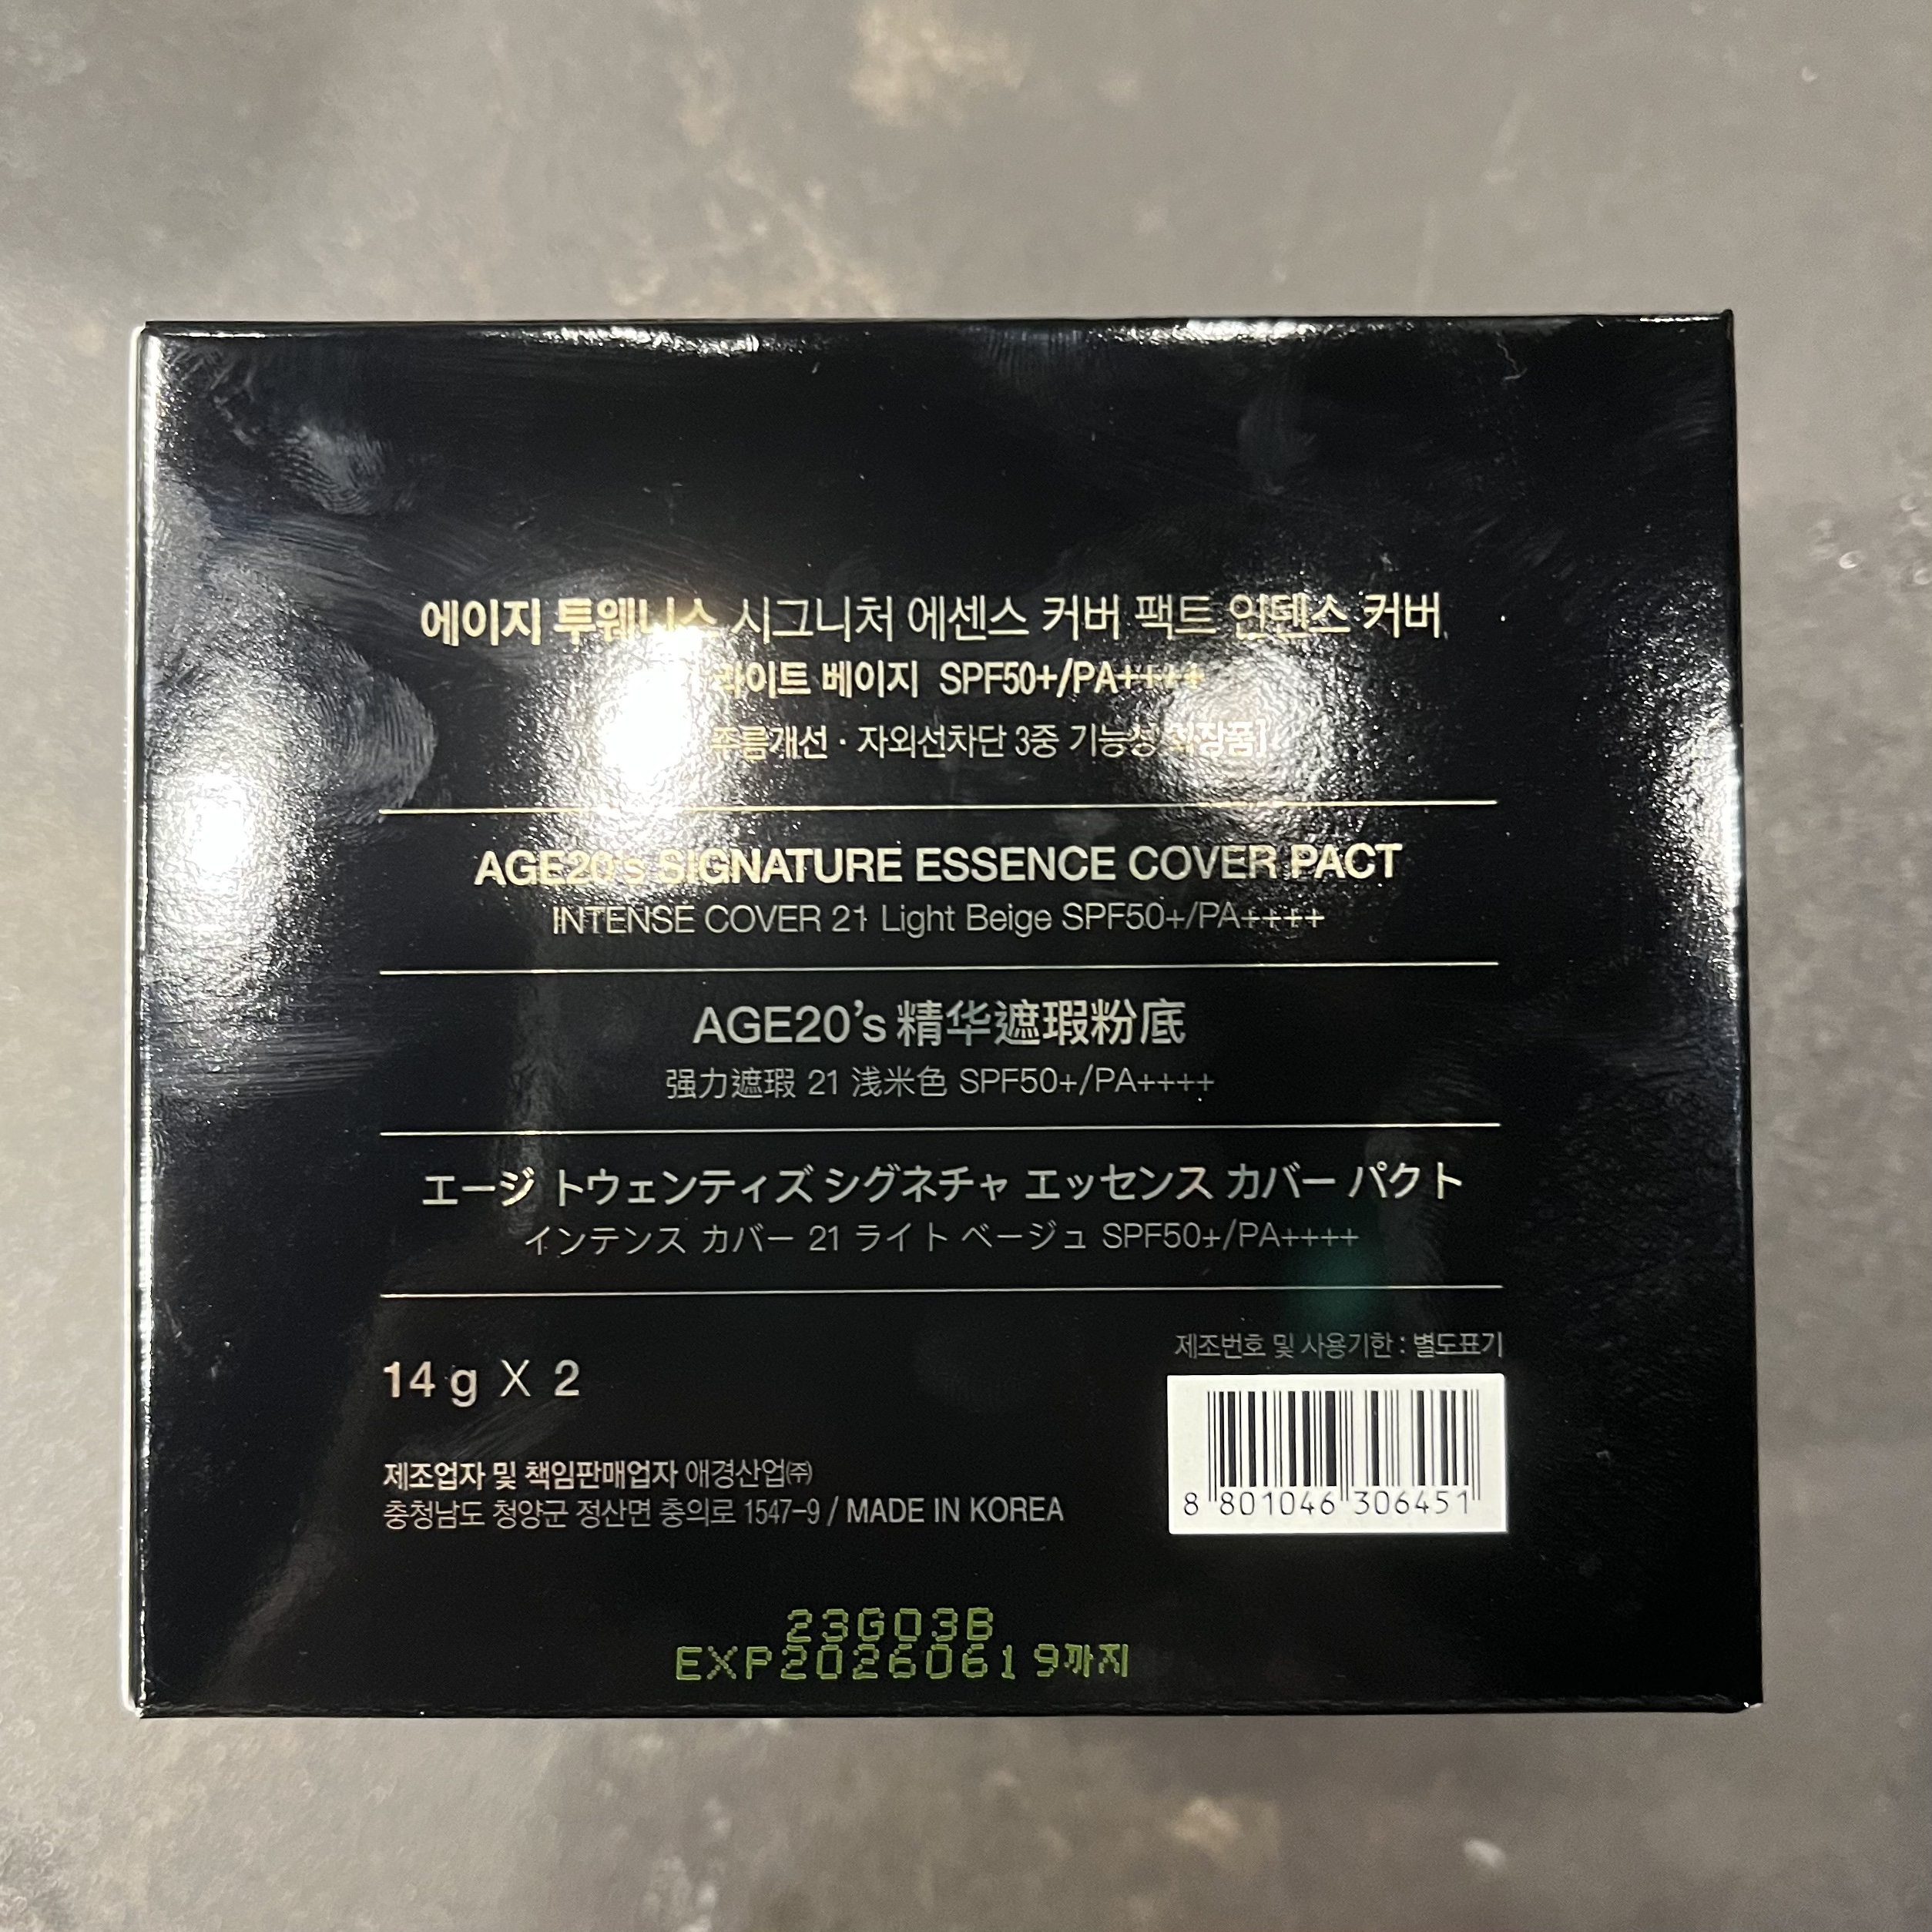 에이지 투웨니스 시그니처 에센스 커버 팩트 인텐스 커버
라이트 베이지 SPF50+/PA++++
주름개선 · 자외선차단 3중 기능성 화장품]
AGE20's SIGNATURE ESSENCE COVER PACT
INTENSE COVER 21 Light Beige SPF50+/PA++++
AGE20's 精华遮瑕粉底
强力遮瑕 21 浅米色 SPF50+/PA++++
エージ トウェンティズ シグネチャ エッセンス カバー パクト
インテンス カバー 21 ライト ベージュ SPF50+/PA++++
제조번호 및 사용기한 : 별도표기
14 g X 2
8 801046 306451
제조업자 및 책임판매업자 애경산업㈜
충청남도 청양군 정산면 충의로 1547-9 / MADE IN KOREA
23G03B
EXP20260619까지